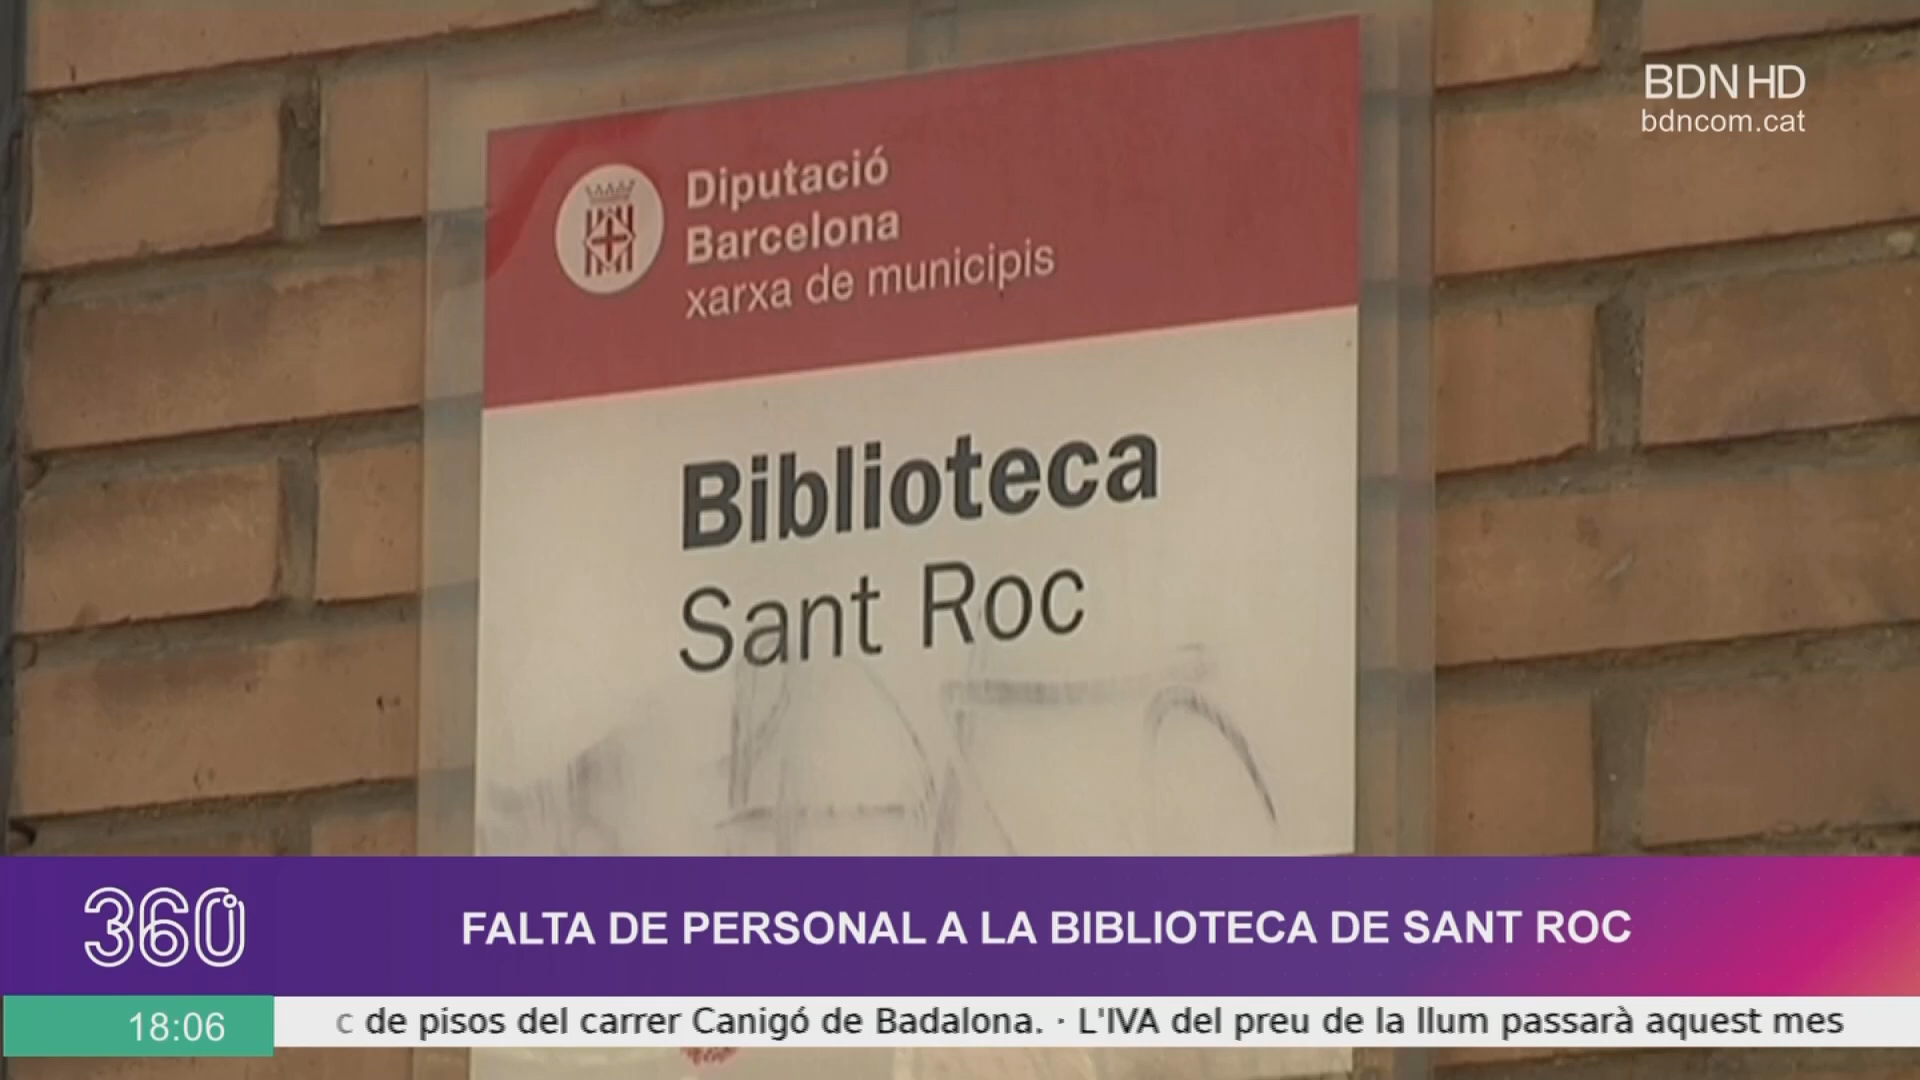 BDN HD
bdncom.cat
Diputació
Barcelona
xarxa de municipis
Biblioteca
Sant Roc
360º
FALTA DE PERSONAL A LA BIBLIOTECA DE SANT ROC
18:06
c de pisos del carrer Canigó de Badalona. · L'IVA del preu de la llum passarà aquest mes